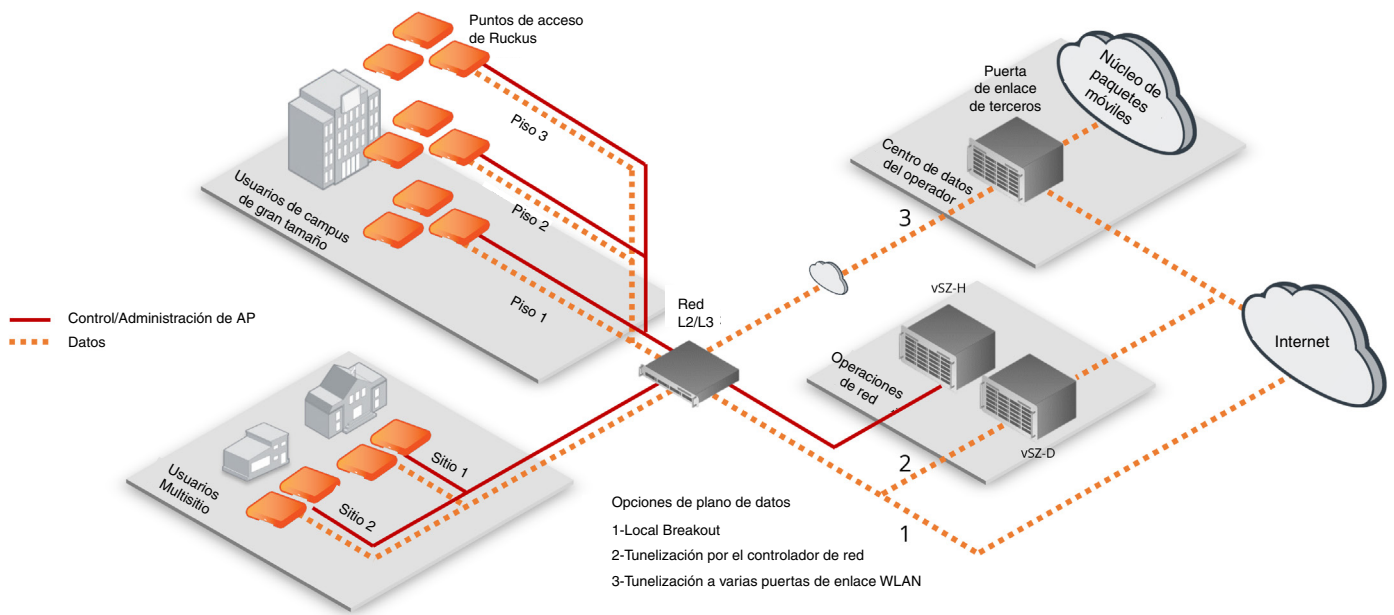 Puntos de acceso
de Ruckus
Piso 3
Piso 2
Piso 1
Usuarios de campus
de gran tamaño
Control/Administración de AP
Datos
Usuarios
Multisitio
Sitio 1
Sitio 2
Red
L2/L3
Puerta
de enlace
de terceros
Núcleo de
paquetes
móviles
Centro de datos
del operador
3
vSZ-H
Operaciones
de red
vSZ-D
2
1
Internet
Opciones de plano de datos
1-Local Breakout
2-Tunelización por el controlador de red
3-Tunelización a varias puertas de enlace WLAN